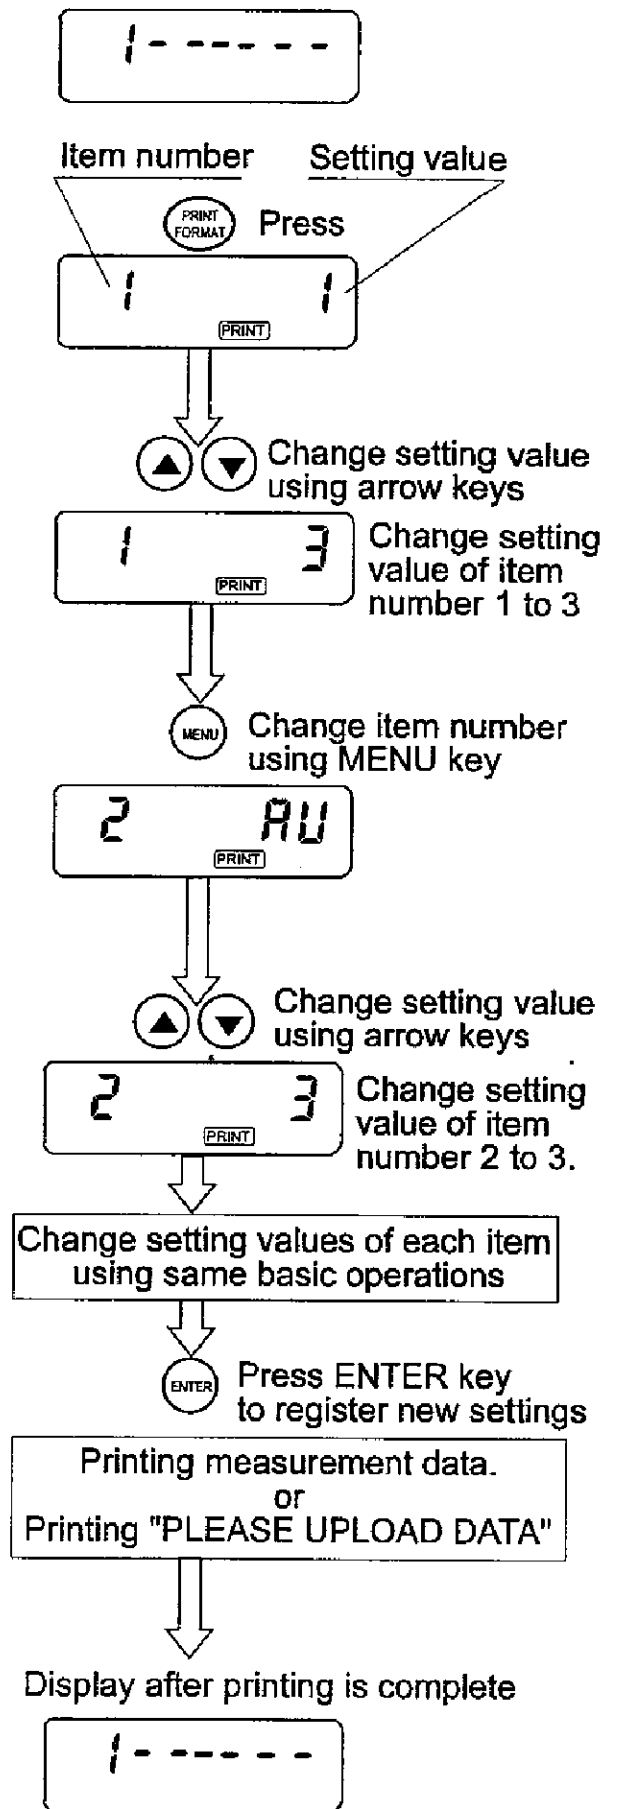 1- -- -- - -
Item number Setting value
PRINT
FORMAT Press
1 1
PRINT
Change setting value
using arrow keys
1 3 Change setting
value of item
PRINT
number 1 to 3
MENU Change item number
using MENU key
2 AU
PRINT
Change setting value
using arrow keys
2 3 Change setting
value of item
PRINT
number 2 to 3.
Change setting values of each item
using same basic operations
ENTER Press ENTER key
to register new settings
Printing measurement data.
or
Printing "PLEASE UPLOAD DATA"
Display after printing is complete
1- -- -- - -